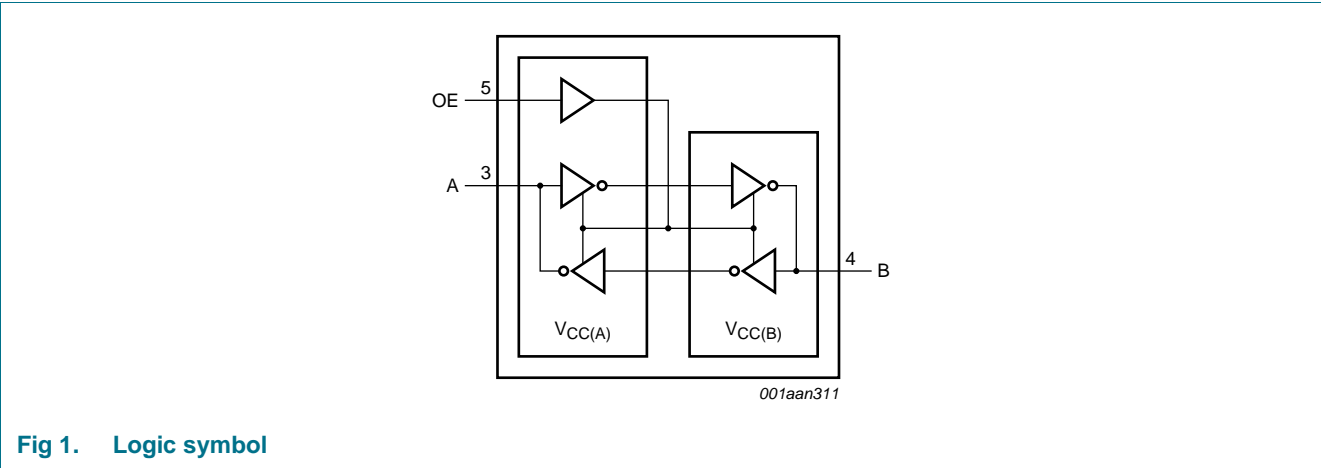 5
OE
3
A
4
B
VCC(A)
VCC(B)
001aan311
Fig 1. Logic symbol